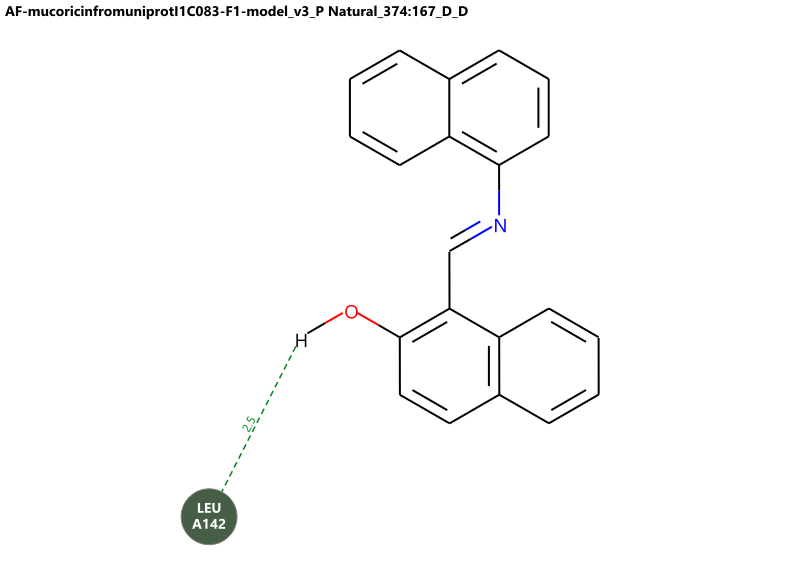 AF-mucoricinfromuniprotI1C083-F1-model_v3_P Natural_374:167_D_D
N
O
H
2.5
LEU
A142